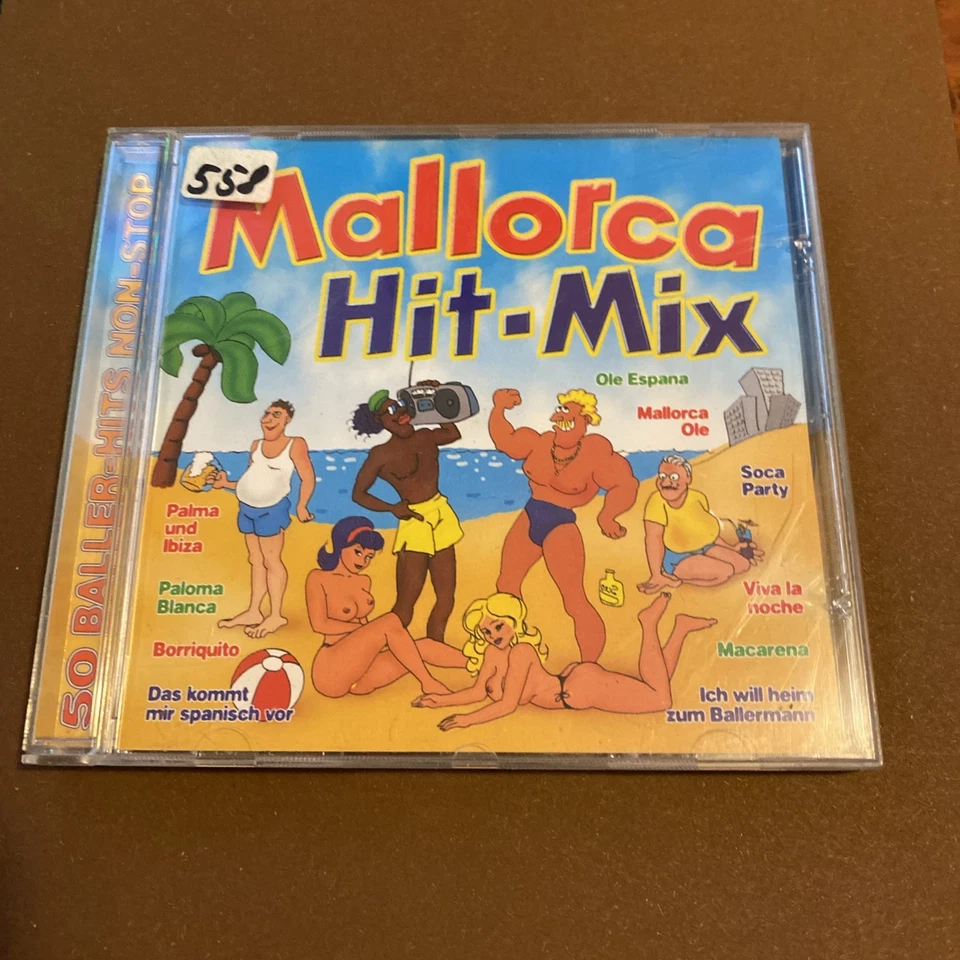 558
Mallorca
Hit-Mix
50 BALLER-HITS NON-STOP
Ole Espana
Mallorca
Ole
Soca
Party
Palma
und
Ibiza
Paloma
Blanca
Viva la
noche
Borriquito
Macarena
Das kommt
mir spanisch vor
Ich will heim
zum Ballermann